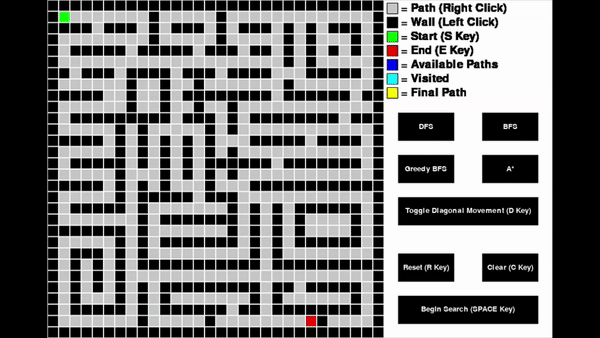 = Path (Right Click)
= Wall (Left Click)
= Start (S Key)
= End (E Key)
= Available Paths
= Visited
= Final Path
DFS
BFS
Greedy BFS
A*
Toggle Diagonal Movement (D Key)
Reset (R Key)
Clear (C Key)
Begin Search (SPACE Key)